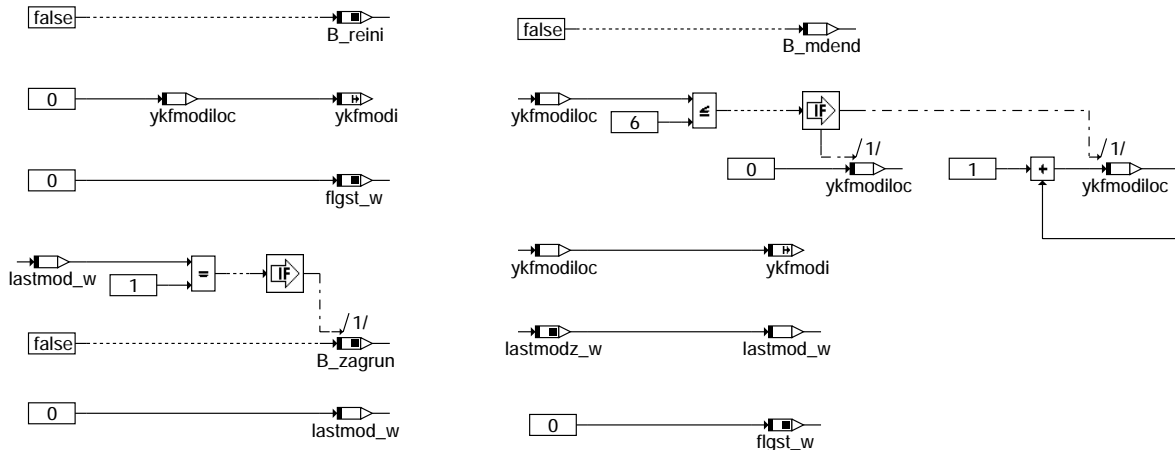 false
B_reini
0
ykfmodiloc
ykfmodi
0
flgst_w
lastmod_w
1
=
IF
/1/
false
B_zagrun
0
lastmod_w
false
B_mdend
ykfmodiloc
6
≤
IF
/1/
0
ykfmodiloc
/1/
1
+
ykfmodiloc
ykfmodiloc
ykfmodi
lastmodz_w
lastmod_w
0
flgst_w